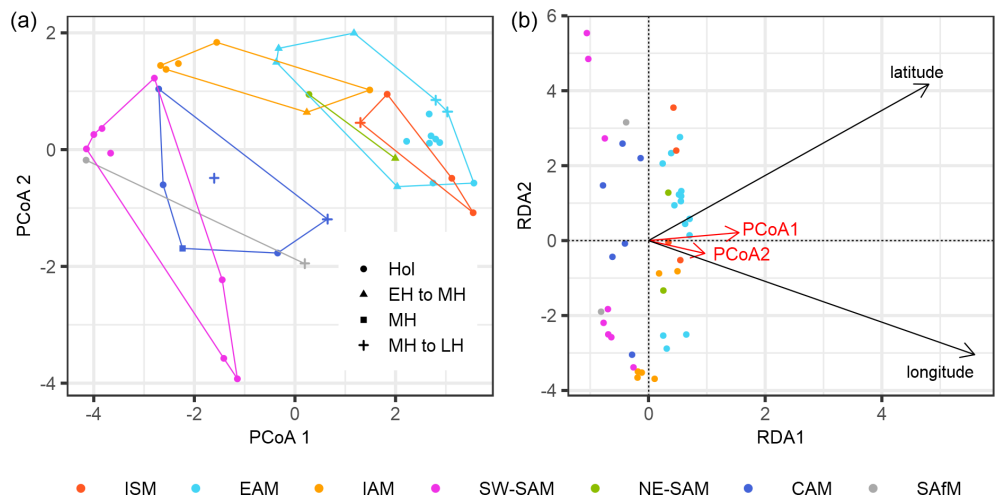 (a)
2
0
-2
-4
PCoA 2
-4
-2
0
2
PCoA 1
Hol
EH to MH
MH
MH to LH
(b)
6
4
2
0
-2
-4
RDA2
0
2
4
RDA1
latitude
PCoA1
PCoA2
longitude
ISM EAM IAM SW-SAM NE-SAM CAM SAfM